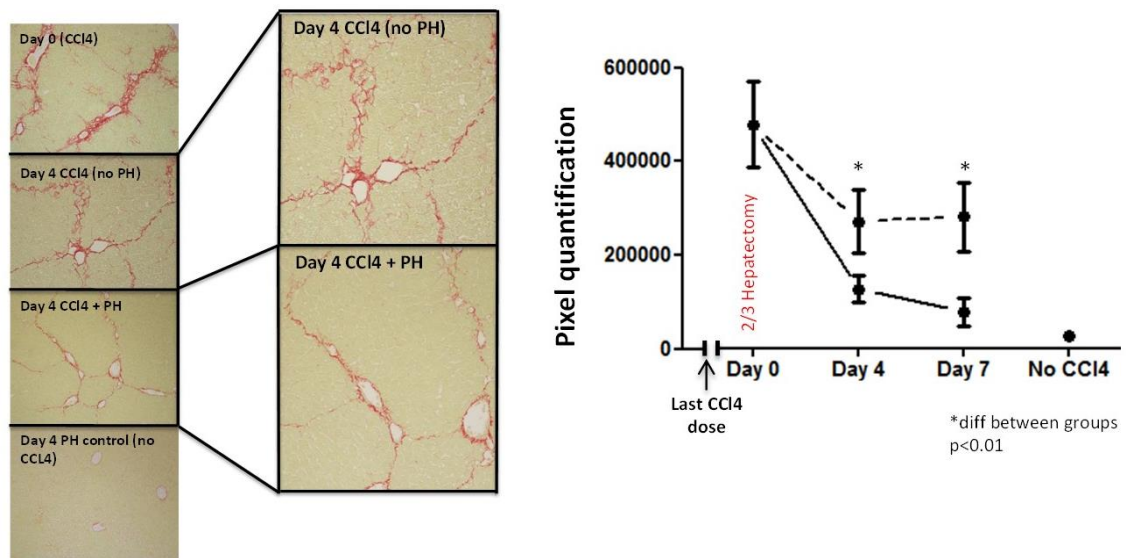 Day 0 (CCl4)
Day 4 CCl4 (no PH)
Day 4 CCl4 + PH
Day 4 PH control (no
CCL4)
Day 4 CCl4 (no PH)
Day 4 CCl4 + PH
Pixel quantification
600000
400000
200000
0
2/3 Hepatectomy
*
*
Day 0
Day 4
Day 7
No CCl4
Last CCl4
dose
*diff between groups
p<0.01